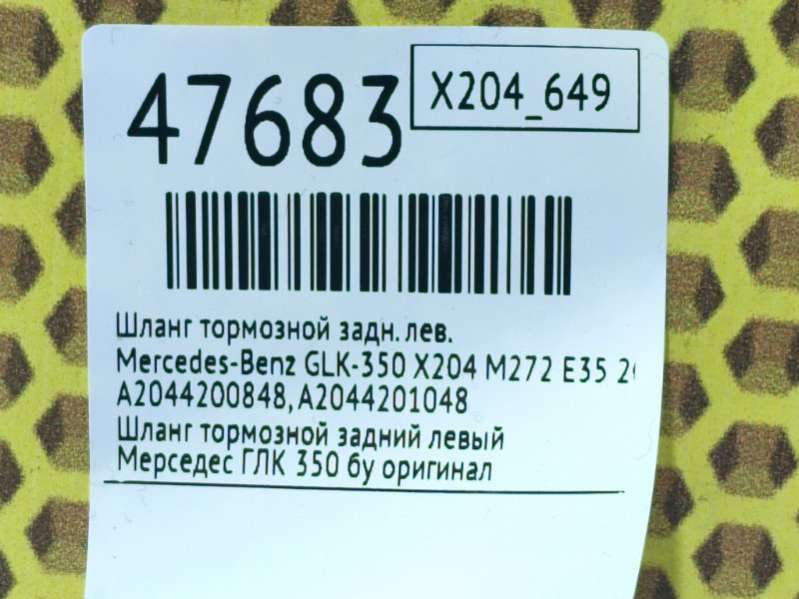 47683
X204_649
Шланг тормозной задн. лев.
Mercedes-Benz GLK-350 X204 M272 E35
A2044200848, A2044201048
Шланг тормозной задний левый
Мерседес ГЛК 350 бу оригинал